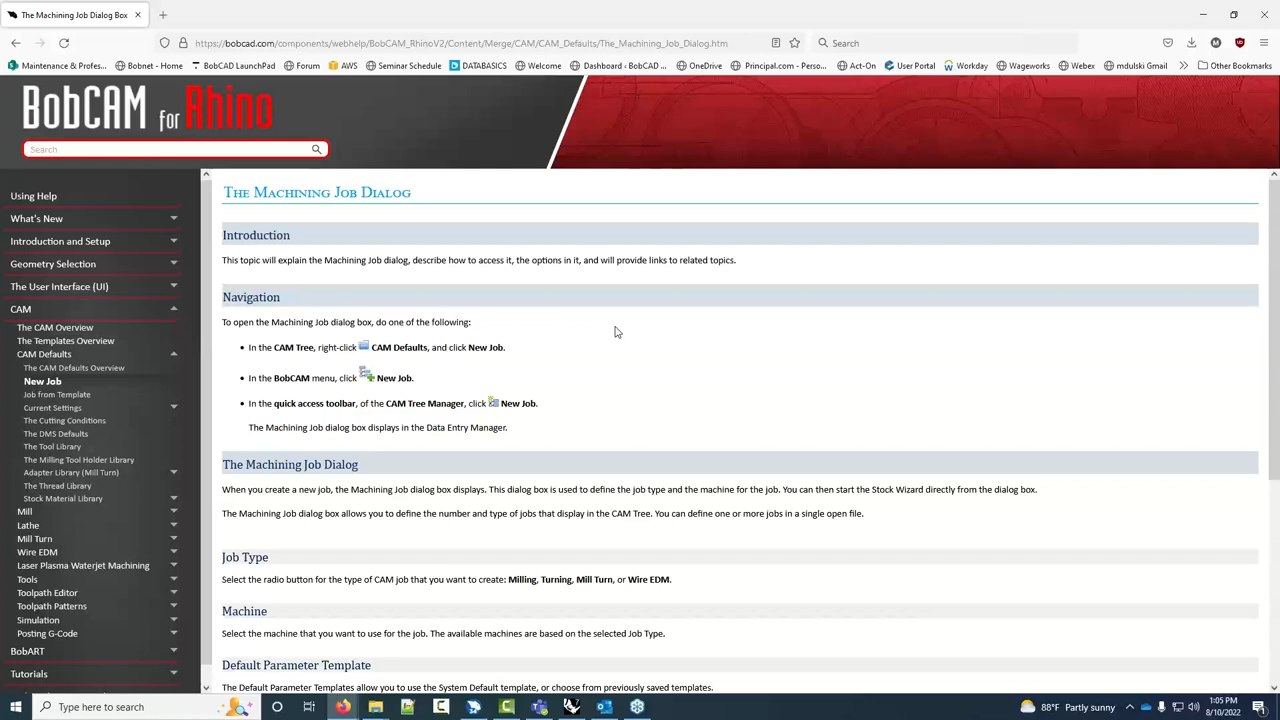 The Machining Job Dialog Box
https://bobcad.com/components/webhelp/BobCAM_RhinoV2/Content/Merge/CAM/CAM_Defaults/The_Machining_Job_Dialog.htm
Search
Maintenance & Profes...
Bobnet - Home
BobCAD LaunchPad
Forum
AWS
Seminar Schedule
DATABASICS
Welcome
Dashboard ‹ BobCAD ...
OneDrive
Principal.com - Perso...
Act-On
User Portal
Workday
Wageworks
Webex
mdulski Gmail
Other Bookmarks
BobCAM for Rhino
Search
Using Help
What's New
Introduction and Setup
Geometry Selection
The User Interface (UI)
CAM
The CAM Overview
The Templates Overview
CAM Defaults
The CAM Defaults Overview
New Job
Job from Template
Current Settings
The Cutting Conditions
The DMS Defaults
The Tool Library
The Milling Tool Holder Library
Adapter Library (Mill Turn)
The Thread Library
Stock Material Library
Mill
Lathe
Mill Turn
Wire EDM
Laser Plasma Waterjet Machining
Tools
Toolpath Editor
Toolpath Patterns
Simulation
Posting G-Code
BobART
Tutorials
The Machining Job Dialog
Introduction
This topic will explain the Machining Job dialog, describe how to access it, the options in it, and will provide links to related topics.
Navigation
To open the Machining Job dialog box, do one of the following:
• In the CAM Tree, right-click CAM Defaults, and click New Job.
• In the BobCAM menu, click New Job.
• In the quick access toolbar, of the CAM Tree Manager, click New Job.
The Machining Job dialog box displays in the Data Entry Manager.
The Machining Job Dialog
When you create a new job, the Machining Job dialog box displays. This dialog box is used to define the job type and the machine for the job. You can then start the Stock Wizard directly from the dialog box.
The Machining Job dialog box allows you to define the number and type of jobs that display in the CAM Tree. You can define one or more jobs in a single open file.
Job Type
Select the radio button for the type of CAM job that you want to create: Milling, Turning, Mill Turn, or Wire EDM.
Machine
Select the machine that you want to use for the job. The available machines are based on the selected Job Type.
Default Parameter Template
The Default Parameter Templates allow you to use the System Default template, or choose from previously saved templates.
Type here to search
88°F Partly sunny
1:05 PM
8/10/2022